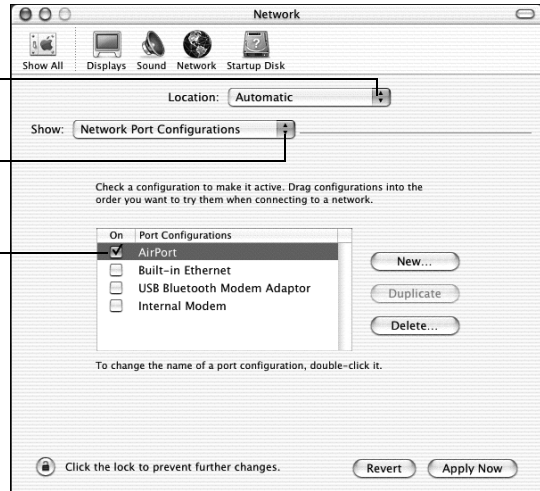 Network
Show All Displays Sound Network Startup Disk
Location: Automatic
Show: Network Port Configurations
Check a configuration to make it active. Drag configurations into the
order you want to try them when connecting to a network.
On Port Configurations
AirPort
Built-in Ethernet
USB Bluetooth Modem Adaptor
Internal Modem
New...
Duplicate
Delete...
To change the name of a port configuration, double-click it.
Click the lock to prevent further changes.
Revert Apply Now